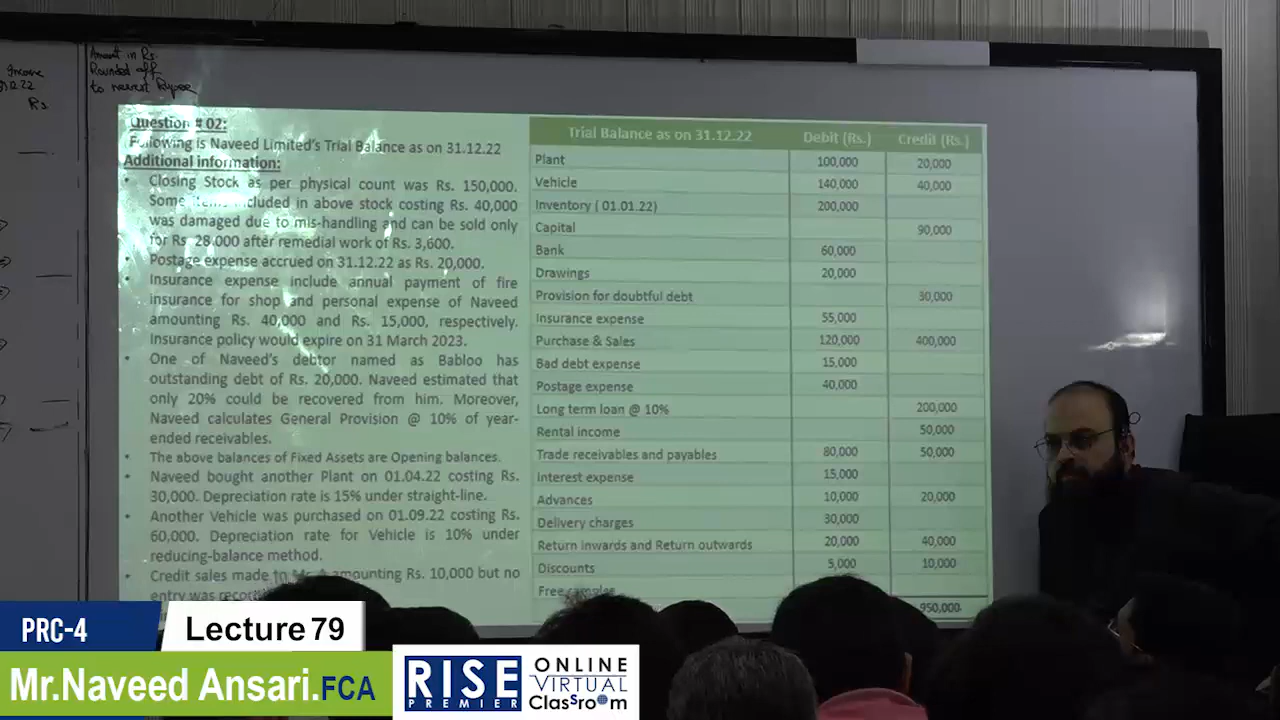 Income
Rs.
Amount in Rs.
Rounded off
to nearest Rupee
Question # 02:
Following is Naveed Limited's Trial Balance as on 31.12.22
Additional information:
• Closing Stock as per physical count was Rs. 150,000.
Some items included in above stock costing Rs. 40,000
was damaged due to mis-handling and can be sold only
for Rs. 28,000 after remedial work of Rs. 3,600.
• Postage expense accrued on 31.12.22 as Rs. 20,000.
• Insurance expense include annual payment of fire
insurance for shop and personal expense of Naveed
amounting Rs. 40,000 and Rs. 15,000, respectively.
Insurance policy would expire on 31 March 2023.
• One of Naveed's debtor named as Babloo has
outstanding debt of Rs. 20,000. Naveed estimated that
only 20% could be recovered from him. Moreover,
Naveed calculates General Provision @ 10% of year-
ended receivables.
• The above balances of Fixed Assets are Opening balances.
• Naveed bought another Plant on 01.04.22 costing Rs.
30,000. Depreciation rate is 15% under straight-line.
• Another Vehicle was purchased on 01.09.22 costing Rs.
60,000. Depreciation rate for Vehicle is 10% under
reducing-balance method.
• Credit sales made to amounting Rs. 10,000 but no
entry was
Trial Balance as on 31.12.22 Debit (Rs.) Credit (Rs.)
Plant 100,000 20,000
Vehicle 140,000 40,000
Inventory ( 01.01.22) 200,000
Capital 90,000
Bank 60,000
Drawings 20,000
Provision for doubtful debt 30,000
Insurance expense 55,000
Purchase & Sales 120,000 400,000
Bad debt expense 15,000
Postage expense 40,000
Long term loan @ 10% 200,000
Rental income 50,000
Trade receivables and payables 80,000 50,000
Interest expense 15,000
Advances 10,000 20,000
Delivery charges 30,000
Return inwards and Return outwards 20,000 40,000
Discounts 5,000 10,000
Free samples
950,000
PRC-4
Lecture 79
Mr.Naveed Ansari.FCA
RISE
PREMIER
ONLINE
VIRTUAL
Classroom